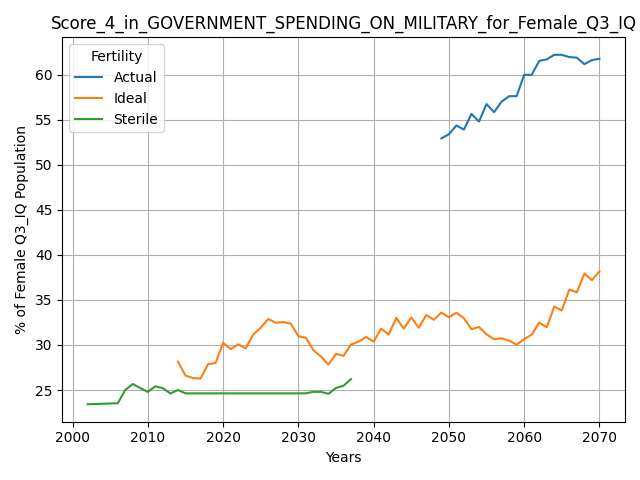 Score_4_in_GOVERNMENT_SPENDING_ON_MILITARY_for_Female_Q3_IQ
Fertility
Actual
Ideal
Sterile
% of Female Q3_IQ Population
60
55
50
45
40
35
30
25
2000 2010 2020 2030 2040 2050 2060 2070
Years